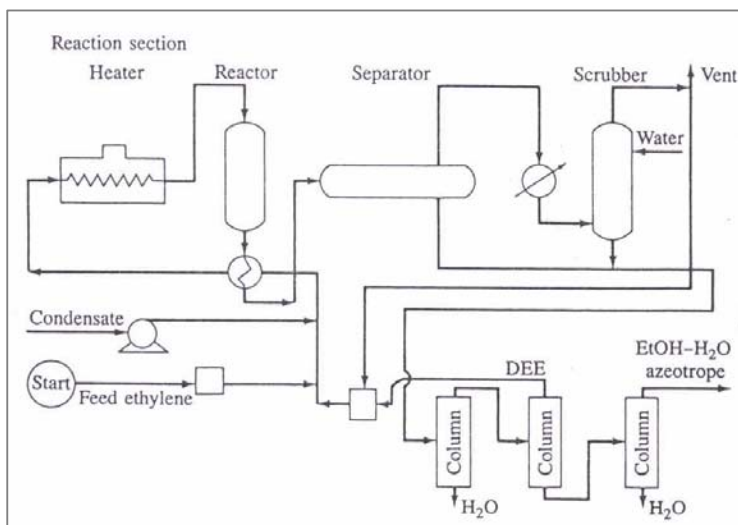 Reaction section
Heater
Reactor
Separator
Scrubber
Vent
Water
Condensate
Start
Feed ethylene
DEE
EtOH–H₂O
azeotrope
Column
Column
Column
H₂O
H₂O